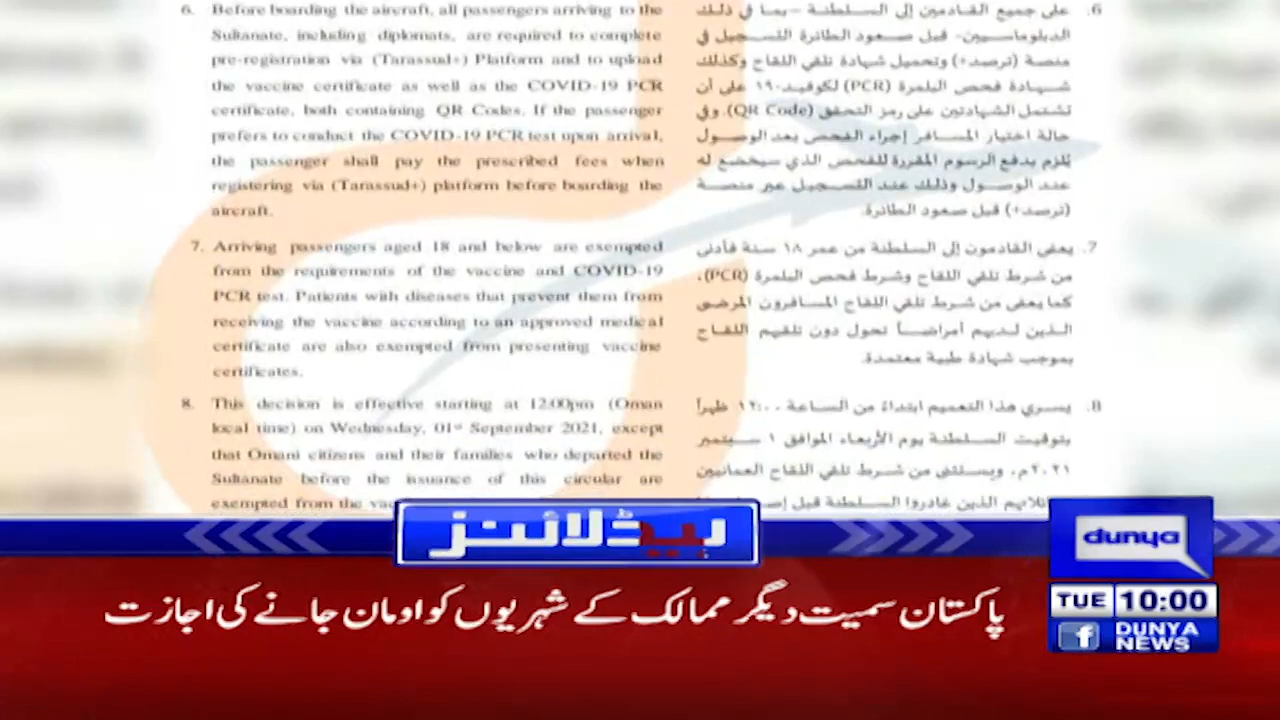 6. Before boarding the aircraft, all passengers arriving to the
Sultanate, including diplomats, are required to complete
pre-registration via (Tarassud+) Platform and to upload
the vaccine certificate as well as the COVID-19 PCR
certificate, both containing QR Codes. If the passenger
prefers to conduct the COVID-19 PCR test upon arrival,
the passenger shall pay the prescribed fees when
registering via (Tarassud+) platform before boarding the
aircraft.
7. Arriving passengers aged 18 and below are exempted
from the requirements of the vaccine and COVID-19
PCR test. Patients with diseases that prevent them from
receiving the vaccine according to an approved medical
certificate are also exempted from presenting vaccine
certificates.
8. This decision is effective starting at 12:00pm (Oman
local time) on Wednesday, 01st September 2021, except
that Omani citizens and their families who departed the
Sultanate before the issuance of this circular are
exempted from the vac
6. على جميع القادمين إلى السلطنة –بما في ذلك
الدبلوماسيين- قبل صعود الطائرة التسجيل في
منصة (ترصد+) وتحميل شهادة تلقي اللقاح وكذلك
شهادة فحص البلمرة (PCR) لكوفيد-١٩ على أن
تشتمل الشهادتين على رمز التحقق (QR Code). وفي
حالة اختيار المسافر إجراء الفحص بعد الوصول
يُلزم بدفع الرسوم المقررة للفحص الذي سيخضع له
عند الوصول وذلك عند التسجيل عبر منصة
(ترصد+) قبل صعود الطائرة.
7. يعفى القادمون إلى السلطنة من عمر ١٨ سنة فأدنى
من شرط تلقي اللقاح وشرط فحص البلمرة (PCR)،
كما يعفى من شرط تلقي اللقاح المسافرون المرضى
الذين لديهم أمراضاً تحول دون تلقيهم اللقاح
بموجب شهادة طبية معتمدة.
8. يسري هذا التعميم ابتداءً من الساعة ١٢:٠٠ ظهراً
بتوقيت السلطنة يوم الأربعاء الموافق ١ سبتمبر
٢٠٢١م، ويستثنى من شرط تلقي اللقاح العمانيين
الذين غادروا السلطنة قبل
ہیڈلائنز
dunya
پاکستان سمیت دیگر ممالک کے شہریوں کو اومان جانے کی اجازت
TUE 10:00
DUNYA
NEWS